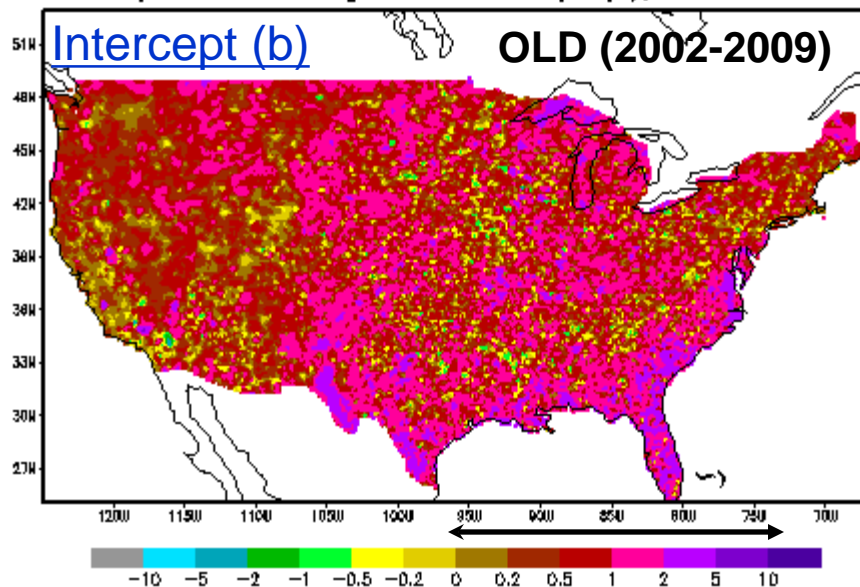 Intercept (b) OLD (2002-2009)
51N
48N
45N
42N
39N
36N
33N
30N
27N
120W 115W 110W 105W 100W 95W 90W 85W 80W 75W 70W
-10 -5 -2 -1 -0.5 -0.2 0 0.2 0.5 1 2 5 10